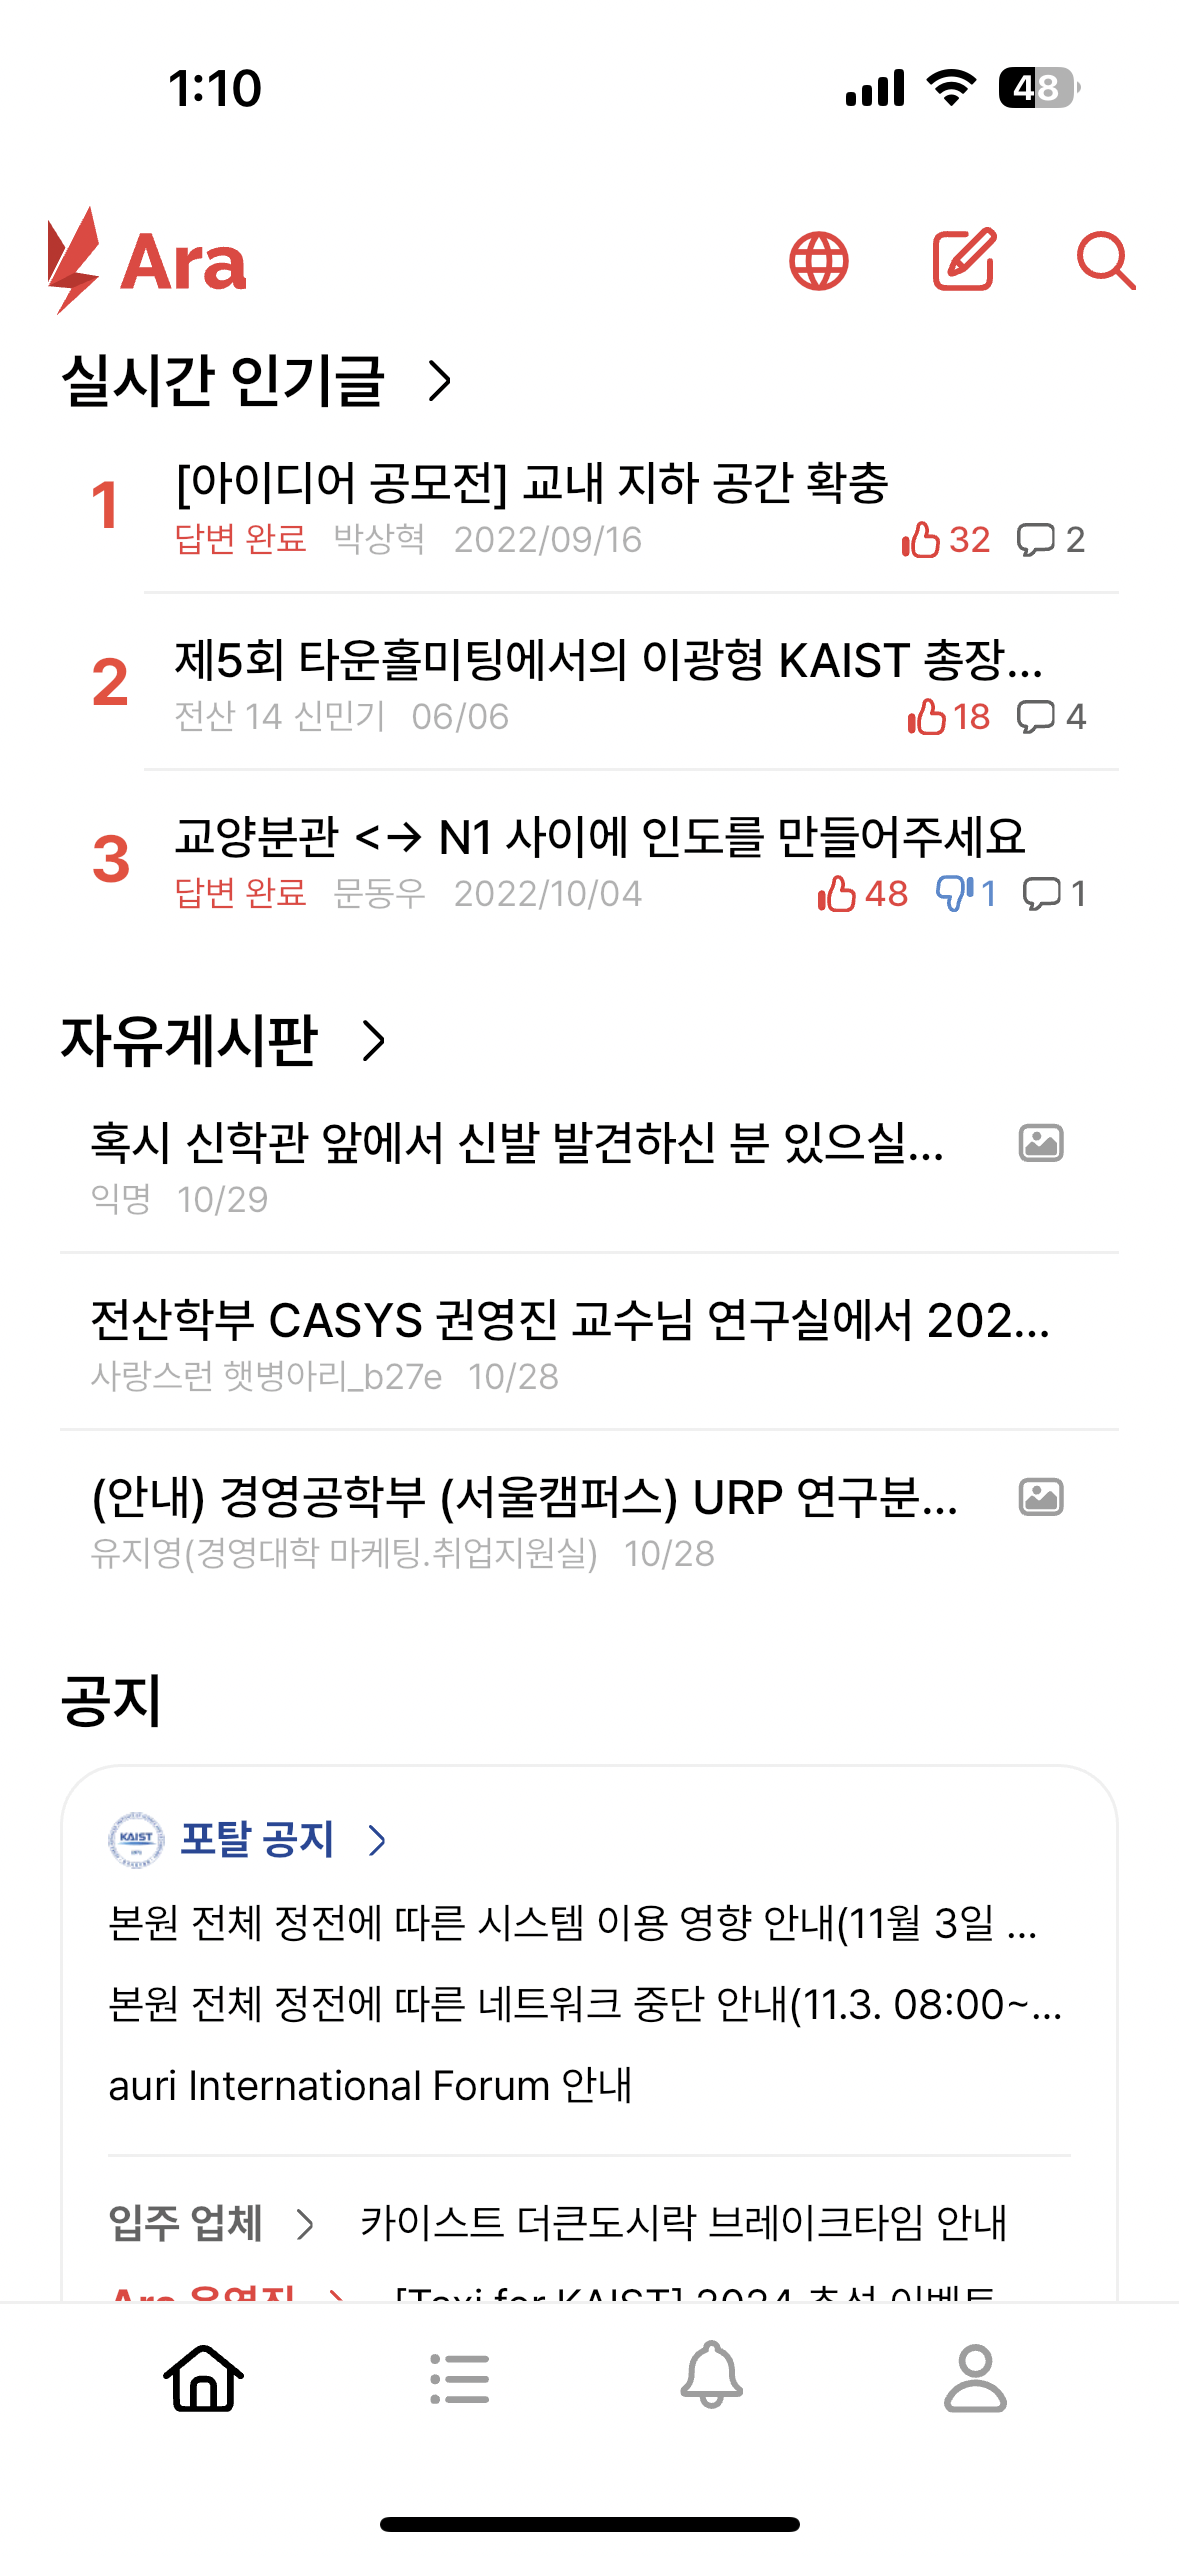 1:10
48
Ara
실시간 인기글
1
[아이디어 공모전] 교내 지하 공간 확충
답변 완료 박상혁 2022/09/16 32 2
2
제5회 타운홀미팅에서의 이광형 KAIST 총장...
전산 14 신민기 06/06 18 4
3
교양분관 <-> N1 사이에 인도를 만들어주세요
답변 완료 문동우 2022/10/04 48 1 1
자유게시판
혹시 신학관 앞에서 신발 발견하신 분 있으실...
익명 10/29
전산학부 CASYS 권영진 교수님 연구실에서 202...
사랑스런 햇병아리_b27e 10/28
(안내) 경영공학부 (서울캠퍼스) URP 연구분...
유지영(경영대학 마케팅.취업지원실) 10/28
공지
KAIST
포탈 공지
본원 전체 정전에 따른 시스템 이용 영향 안내(11월 3일 ...
본원 전체 정전에 따른 네트워크 중단 안내(11.3. 08:00~...
auri International Forum 안내
입주 업체 카이스트 더큰도시락 브레이크타임 안내
Ara 운영진 [Taxi for KAIST] 2024 추석 이벤트